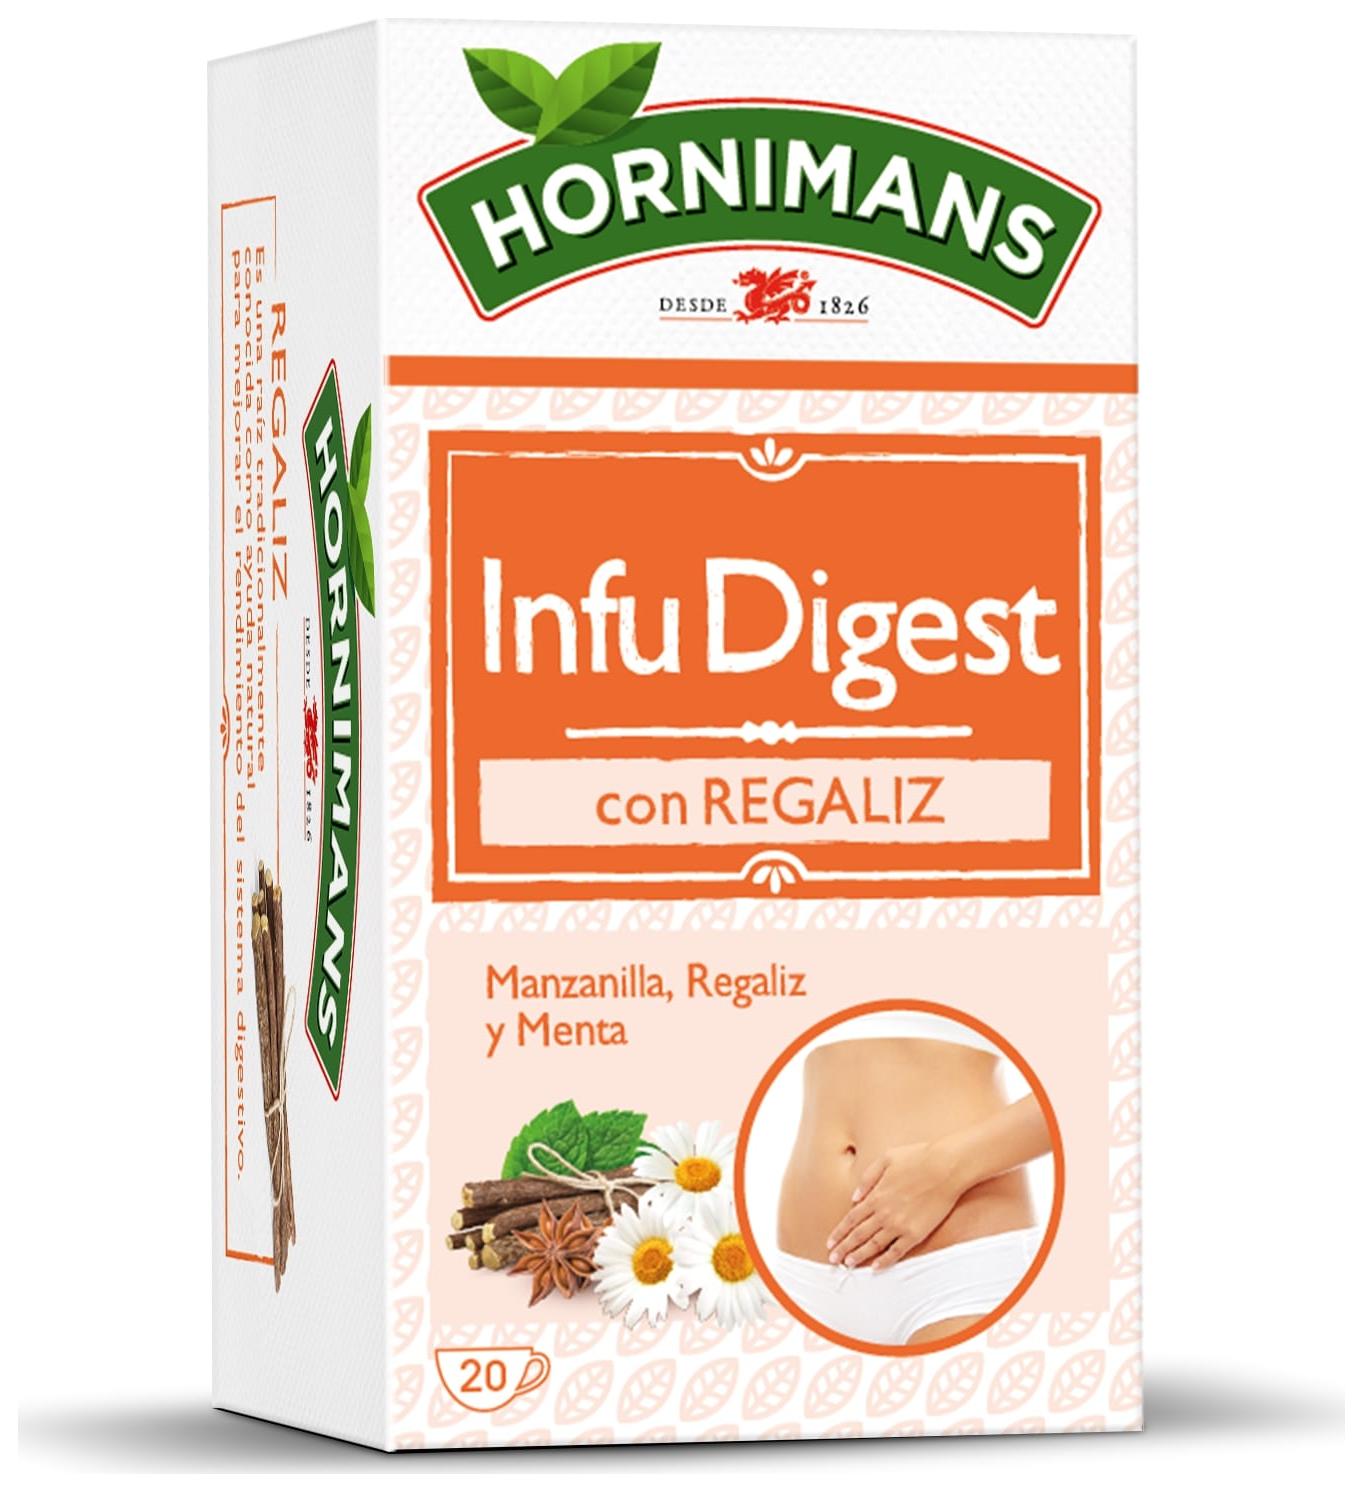 HORNIMANS
DESDE 1826
Infu Digest
con REGALIZ
Manzanilla, Regaliz
y Menta
20
HORNIMANS
DESDE 1826
REGALIZ
Es una raíz tradicionalmente
conocida como ayuda natural
para mejorar el rendimiento del sistema digestivo.